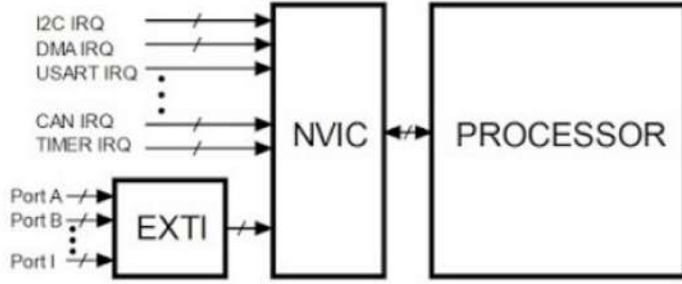 I2C IRQ
DMA IRQ
USART IRQ
CAN IRQ
TIMER IRQ
NVIC
PROCESSOR
Port A
Port B
Port I
EXTI